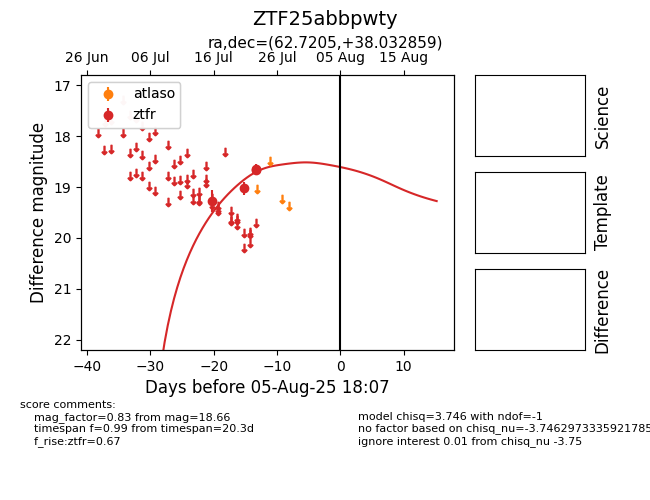 ZTF25abbpwty
ra,dec=(62.7205,+38.032859)
26 Jun 06 Jul 16 Jul 26 Jul 05 Aug 15 Aug
atlaso
ztfr
17
18
19
20
21
22
Difference magnitude
−40 −30 −20 −10 0 10
Days before 05-Aug-25 18:07
Science
Template
Difference
score comments:
mag_factor=0.83 from mag=18.66
timespan f=0.99 from timespan=20.3d
f_rise:ztfr=0.67
model chisq=3.746 with ndof=-1
no factor based on chisq_nu=-3.7462973335921785
ignore interest 0.01 from chisq_nu -3.75